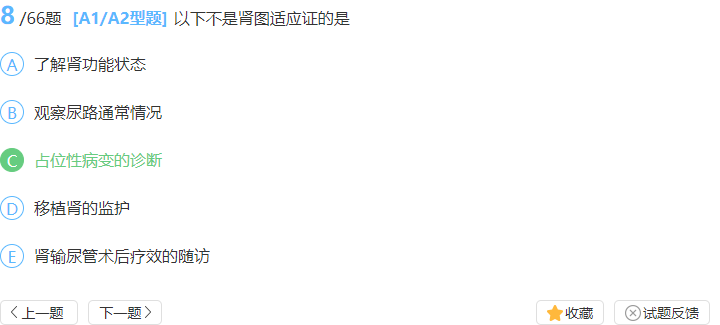 8 /66题 [A1/A2型题] 以下不是肾图适应证的是
A 了解肾功能状态
B 观察尿路通常情况
C 占位性病变的诊断
D 移植肾的监护
E 肾输尿管术后疗效的随访
上一题 下一题 收藏 试题反馈